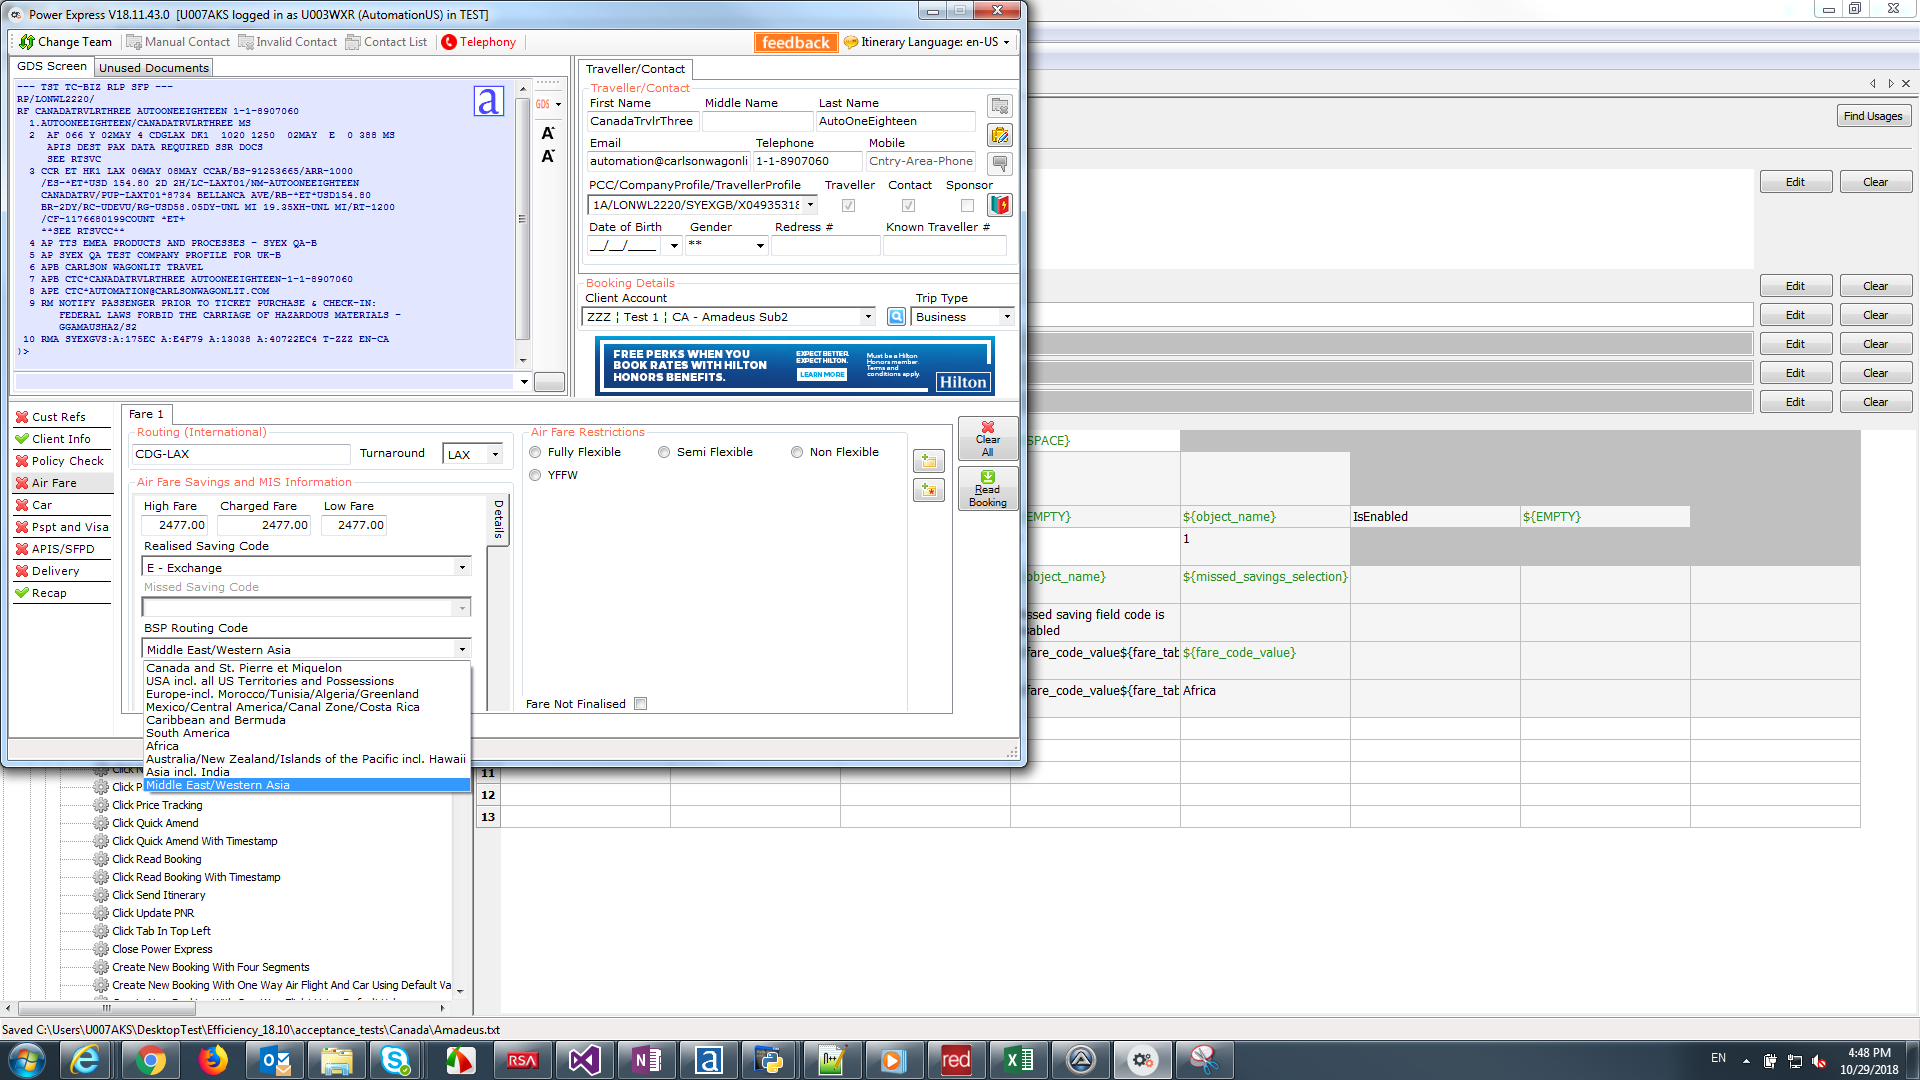 Power Express V18.11.43.0  [U007AKS logged in as U003WXR (AutomationUS) in TEST]
Change Team
Manual Contact
Invalid Contact
Contact List
Telephony
feedback
Itinerary Language: en-US
GDS Screen
Unused Documents
--- TST TC-BIZ RLP SFP ---
RP/LONWL2220/
RF CANADATRVLRTHREE AUTOONEEIGHTEEN 1-1-8907060
1.AUTOONEEIGHTEEN/CANADATRVLRTHREE MS
2  AF 066 Y 02MAY 4 CDGLAX DK1  1020 1250  02MAY  E  0 388 MS
APIS DEST PAX DATA REQUIRED SSR DOCS
SEE RTSVC
3 CCR ET HK1 LAX 06MAY 08MAY CCAR/BS-91253665/ARR-1000
/ES-*ET*USD 154.80 2D 2H/LC-LAXT01/NM-AUTOONEEIGHTEEN
CANADATRV/PUP-LAXT01*8734 BELLANCA AVE/RB-*ET*USD154.80
BR-2DY/RC-UDEVU/RG-USD58.05DY-UNL MI 19.35XH-UNL MI/RT-1200
/CF-1176680199COUNT *ET*
**SEE RTSVCC**
4 AP TTS EMEA PRODUCTS AND PROCESSES - SYEX QA-B
5 AP SYEX QA TEST COMPANY PROFILE FOR UK-B
6 APB CARLSON WAGONLIT TRAVEL
7 APB CTC*CANADATRVLRTHREE AUTOONEEIGHTEEN-1-1-8907060
8 APE CTC*AUTOMATION@CARLSONWAGONLIT.COM
9 RM NOTIFY PASSENGER PRIOR TO TICKET PURCHASE & CHECK-IN:
FEDERAL LAWS FORBID THE CARRIAGE OF HAZARDOUS MATERIALS -
GGAMAUSHAZ/S2
10 RMA SYEXGVS:A:175EC A:E4F79 A:13038 A:40722EC4 T-ZZZ EN-CA
)>
a
GDS
A
A
Traveller/Contact
Traveller/Contact
First Name
Middle Name
Last Name
CanadaTrvlrThree
AutoOneEighteen
Email
Telephone
Mobile
automation@carlsonwagonli
1-1-8907060
Cntry-Area-Phone
PCC/CompanyProfile/TravellerProfile
Traveller
Contact
Sponsor
1A/LONWL2220/SYEXGB/X04935318
Date of Birth
Gender
Redress #
Known Traveller #
__/__/____
**
Booking Details
Client Account
Trip Type
ZZZ ¦ Test 1 ¦ CA - Amadeus Sub2
Business
FREE PERKS WHEN YOU
BOOK RATES WITH HILTON
HONORS BENEFITS.
EXPECT BETTER.
EXPECT HILTON.
LEARN MORE
Must be a Hilton
Honors member.
Terms and
conditions apply.
Hilton
Cust Refs
Client Info
Policy Check
Air Fare
Car
Pspt and Visa
APIS/SFPD
Delivery
Recap
Fare 1
Routing (International)
CDG-LAX
Turnaround
LAX
Air Fare Savings and MIS Information
High Fare
Charged Fare
Low Fare
2477.00
2477.00
2477.00
Details
Realised Saving Code
E - Exchange
Missed Saving Code
BSP Routing Code
Middle East/Western Asia
Canada and St. Pierre et Miquelon
USA incl. all US Territories and Possessions
Europe-incl. Morocco/Tunisia/Algeria/Greenland
Mexico/Central America/Canal Zone/Costa Rica
Caribbean and Bermuda
South America
Africa
Australia/New Zealand/Islands of the Pacific incl. Hawaii
Asia incl. India
Middle East/Western Asia
Air Fare Restrictions
Fully Flexible
Semi Flexible
Non Flexible
YFFW
Fare Not Finalised
Clear
All
Read
Booking
Find Usages
Edit
Clear
Edit
Clear
Edit
Clear
Edit
Clear
Edit
Clear
Edit
Clear
SPACE}
EMPTY}
${object_name}
IsEnabled
${EMPTY}
1
object_name}
${missed_savings_selection}
ssed saving field code is
abled
fare_code_value${fare_tab
${fare_code_value}
fare_code_value${fare_tab
Africa
11
12
13
Click P
Click Price Tracking
Click Quick Amend
Click Quick Amend With Timestamp
Click Read Booking
Click Read Booking With Timestamp
Click Send Itinerary
Click Update PNR
Click Tab In Top Left
Close Power Express
Create New Booking With Four Segments
Create New Booking With One Way Air Flight And Car Using Default Va
Saved C:\Users\U007AKS\DesktopTest\Efficiency_18.10\acceptance_tests\Canada\Amadeus.txt
RSA
a
red
EN
4:48 PM
10/29/2018